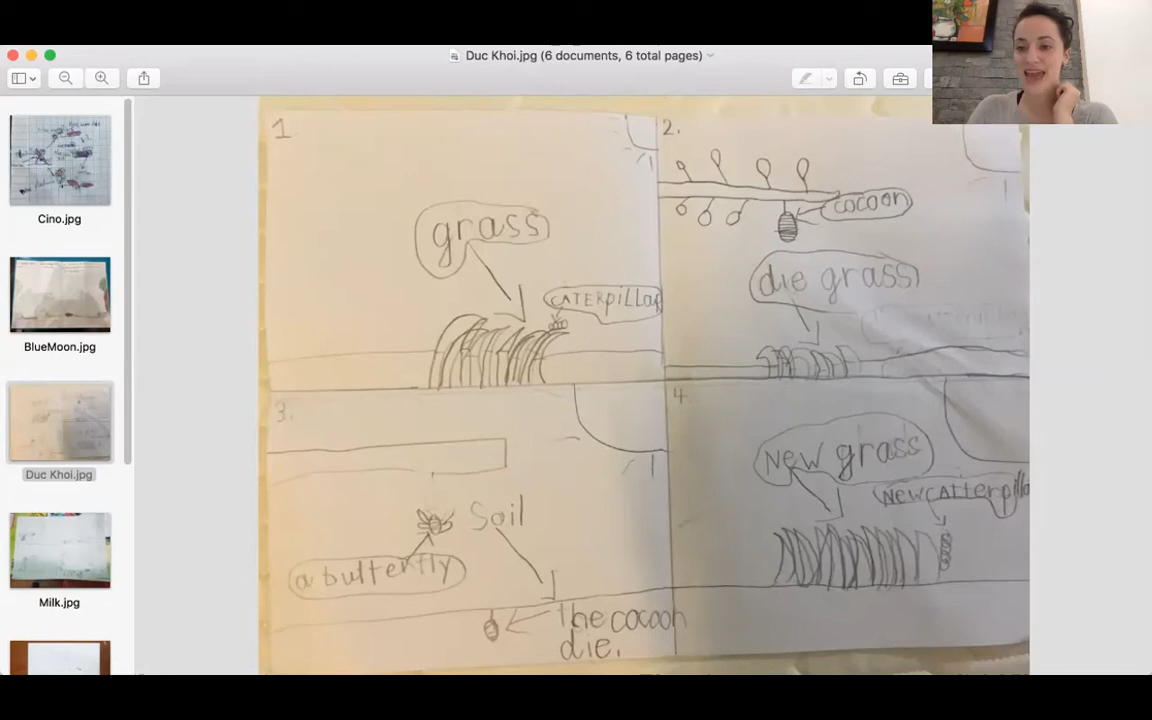 Duc Khoi.jpg (6 documents, 6 total pages)
Cino.jpg
BlueMoon.jpg
Duc Khoi.jpg
Milk.jpg
1
grass
CATERpillar
2.
cocoon
die grass
3.
Soil
a butterfly
the cocoon
die.
4.
New grass
New catterpilla